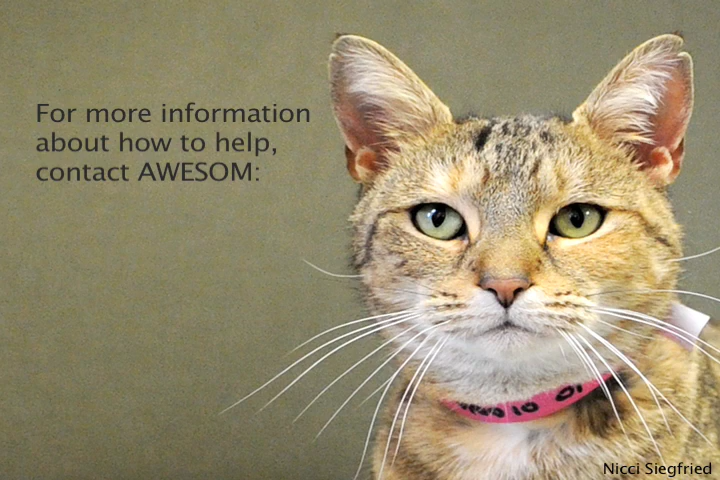 For more information
about how to help,
contact AWESOM:
Nicci Siegfried